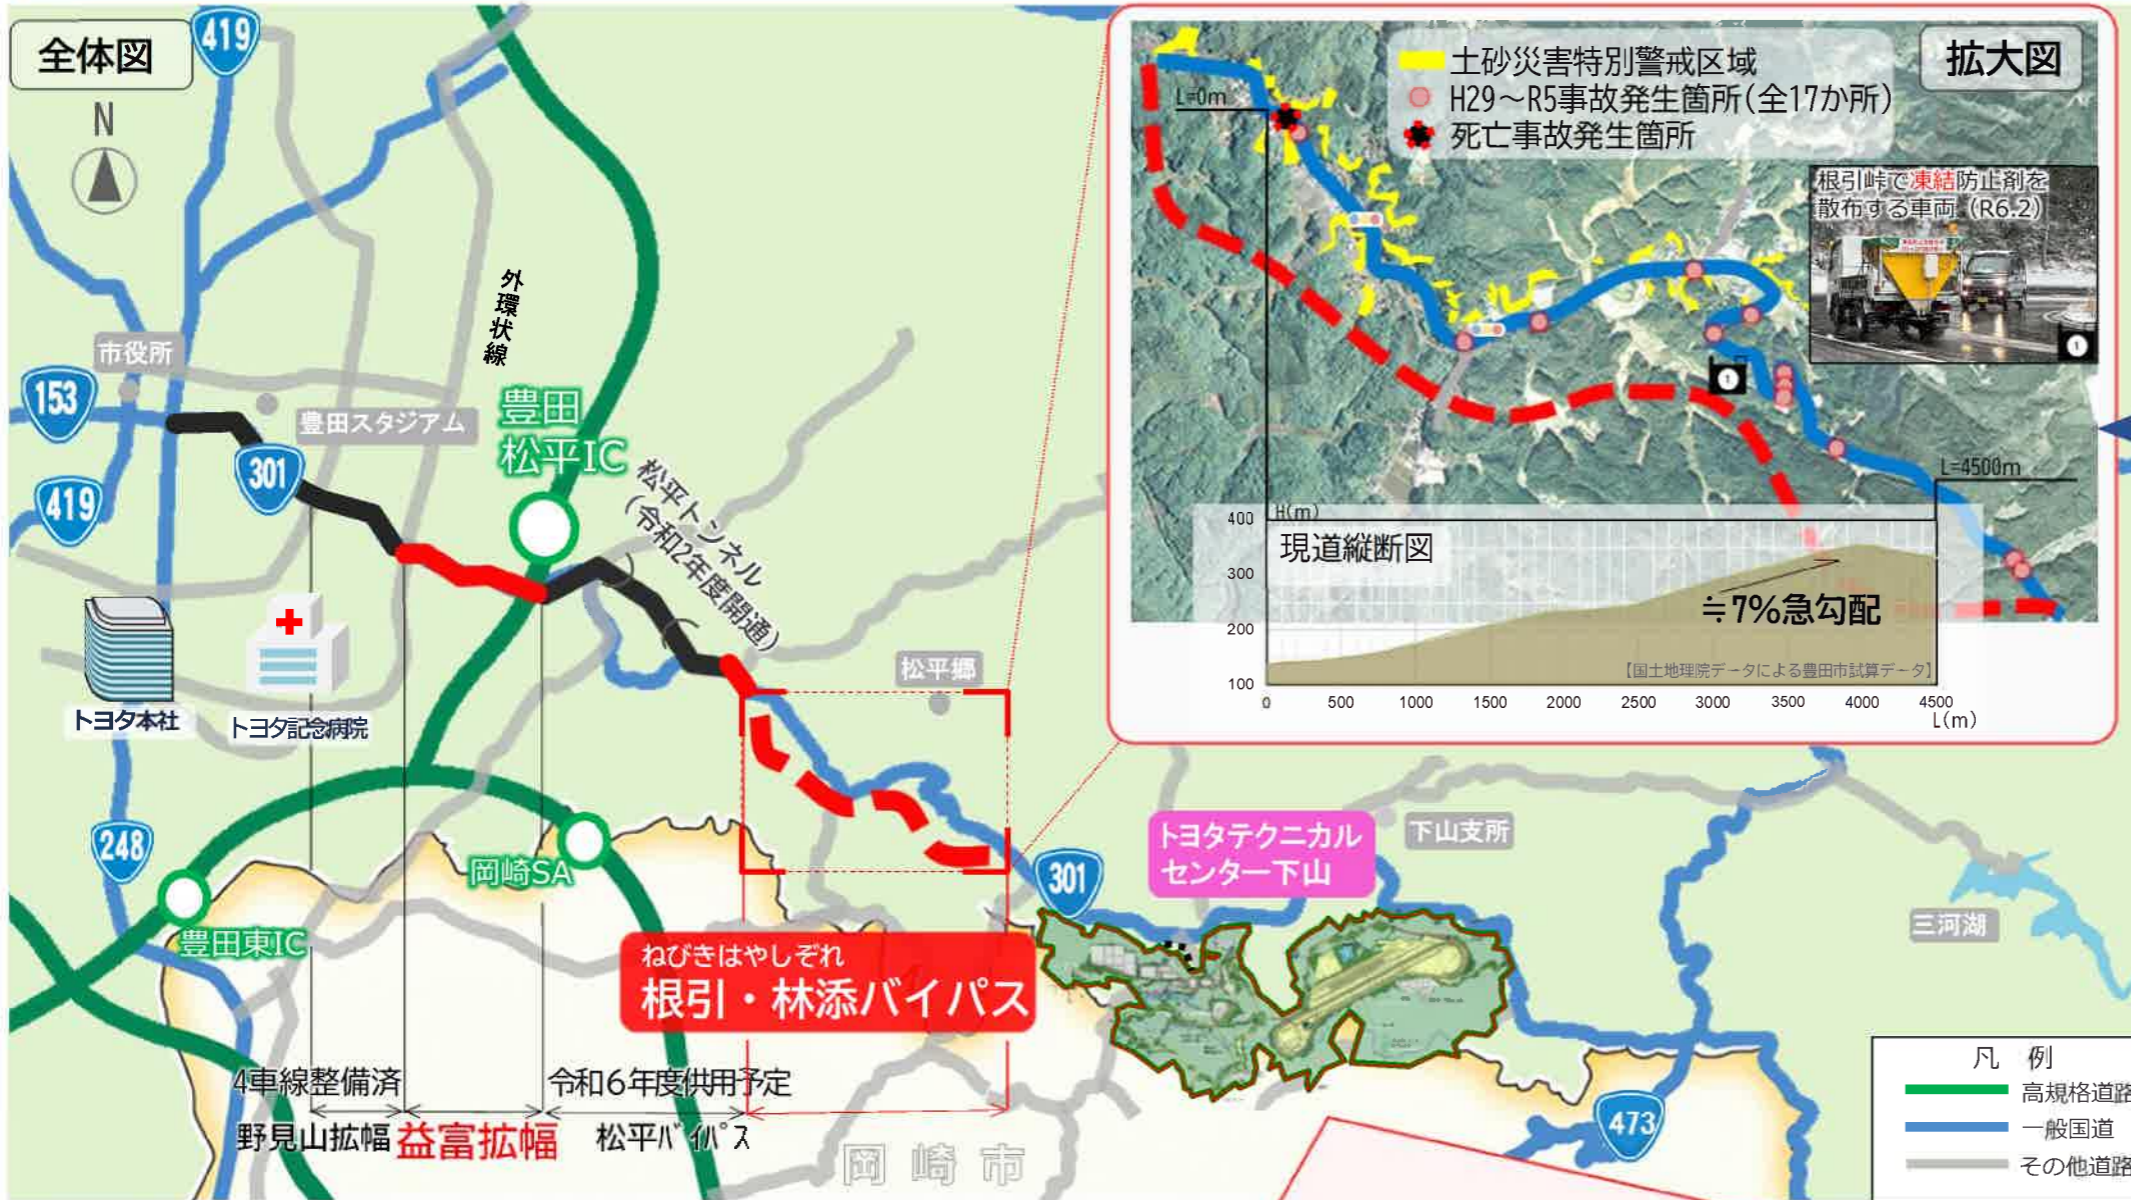 全体図
N
419
153
419
301
248
市役所
豊田スタジアム
外環状線
豊田
松平IC
松平トンネル
(令和2年度開通)
トヨタ本社
トヨタ記念病院
松平郷
岡崎SA
豊田東IC
ねびきはやしぞれ
根引・林添バイパス
301
トヨタテクニカル
センター下山
下山支所
三河湖
473
4車線整備済
令和6年度供用予定
野見山拡幅
益富拡幅
松平バイパス
岡崎市
凡 例
高規格道路
一般国道
その他道路
拡大図
土砂災害特別警戒区域
H29～R5事故発生箇所(全17か所)
死亡事故発生箇所
L=0m
根引峠で凍結防止剤を
散布する車両 (R6.2)
1
1
L=4500m
H(m)
現道縦断図
≒7%急勾配
【国土地理院データによる豊田市試算データ】
400
300
200
100
0 500 1000 1500 2000 2500 3000 3500 4000 4500
L(m)